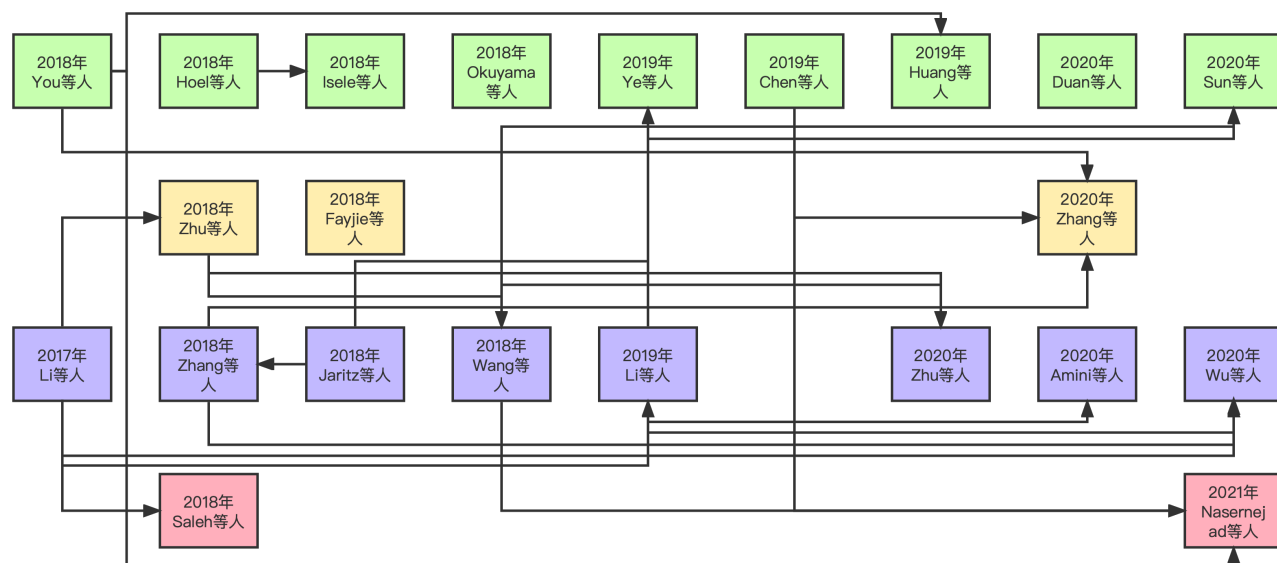 2018年
You等人
2018年
Hoel等人
2018年
Isele等人
2018年
Okuyama
等人
2019年
Ye等人
2019年
Chen等人
2019年
Huang等
人
2020年
Duan等人
2020年
Sun等人
2018年
Zhu等人
2018年
Fayjie等
人
2020年
Zhang等
人
2017年
Li等人
2018年
Zhang等
人
2018年
Jaritz等人
2018年
Wang等
人
2019年
Li等人
2020年
Zhu等人
2020年
Amini等人
2020年
Wu等人
2018年
Saleh等人
2021年
Nasernej
ad等人